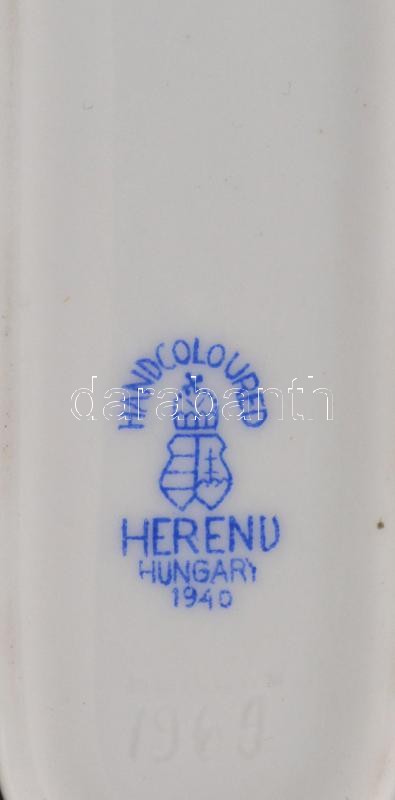 HANDCOLOURED
darabanth
HEREND
HUNGARY
1940
1969